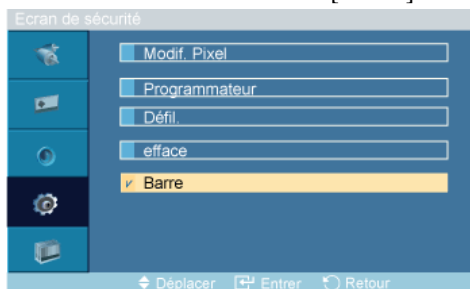 Ecran de sécurité
Modif. Pixel
Programmateur
Défil.
efface
Barre
Déplacer Entrer Retour